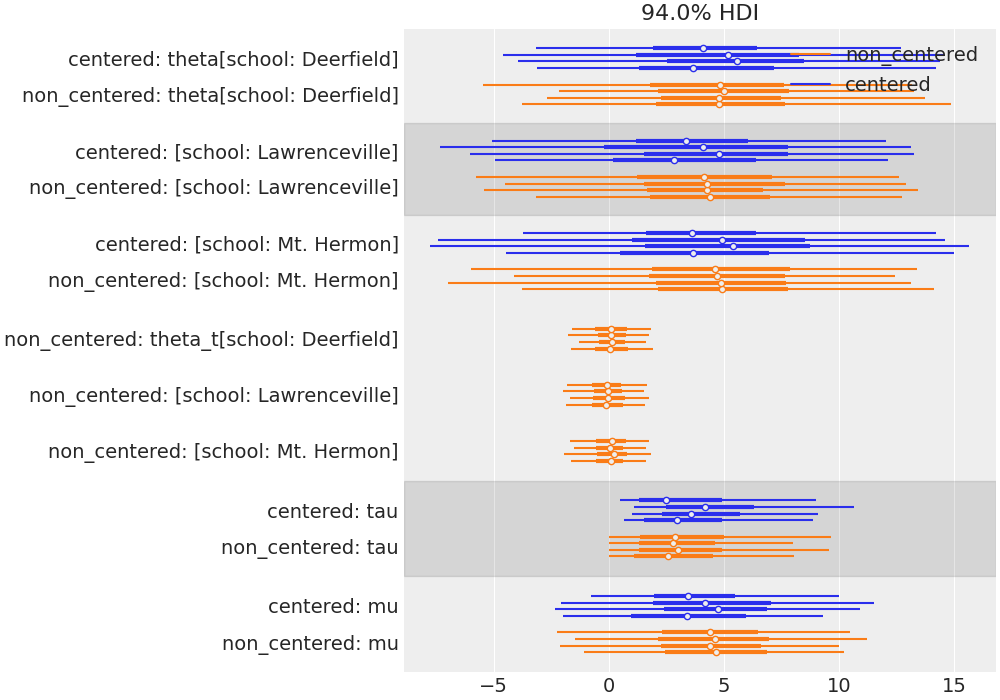 94.0% HDI
centered: theta[school: Deerfield]
non_centered: theta[school: Deerfield]
centered: [school: Lawrenceville]
non_centered: [school: Lawrenceville]
centered: [school: Mt. Hermon]
non_centered: [school: Mt. Hermon]
non_centered: theta_t[school: Deerfield]
non_centered: [school: Lawrenceville]
non_centered: [school: Mt. Hermon]
centered: tau
non_centered: tau
centered: mu
non_centered: mu
non_centered
centered
−5 0 5 10 15